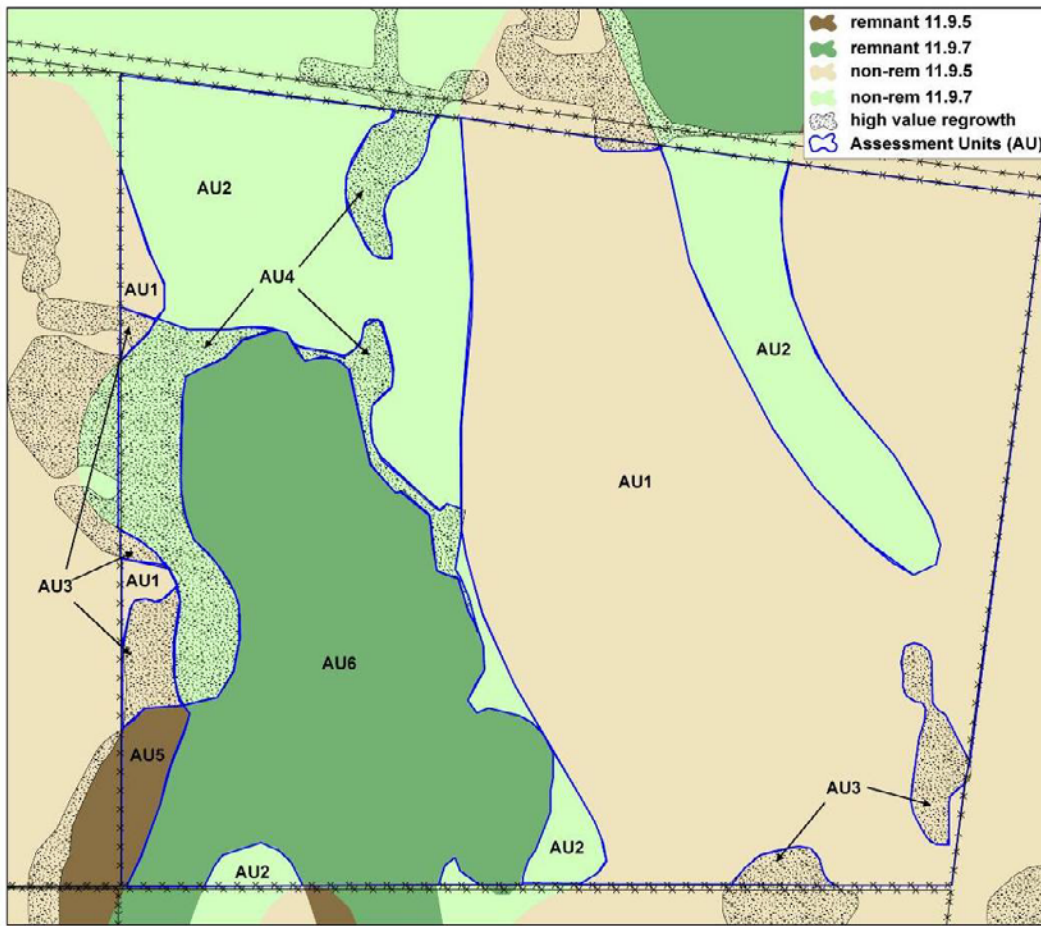 remnant 11.9.5
remnant 11.9.7
non-rem 11.9.5
non-rem 11.9.7
high value regrowth
Assessment Units (AU)
AU2
AU4
AU1
AU2
AU1
AU3
AU1
AU6
AU5
AU3
AU2
AU2